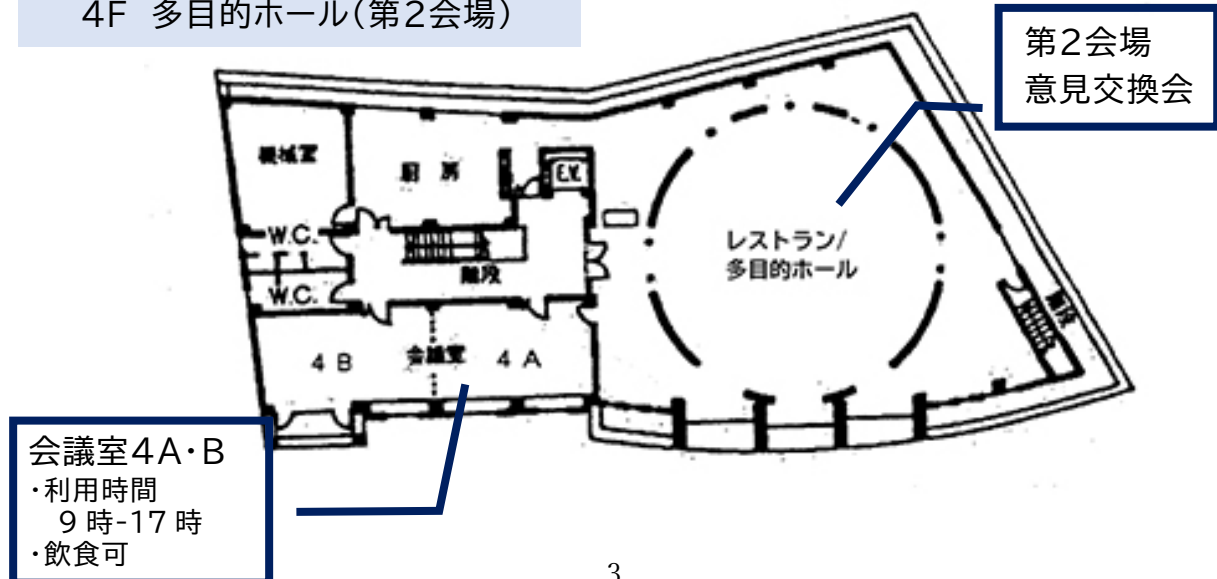 4F 多目的ホール(第2会場)
第2会場
意見交換会
機械室
厨房
E.V.
W.C.
レストラン/
多目的ホール
階段
階段
W.C.
4 B
会議室
4 A
会議室4A・B
・利用時間
9時-17時
・飲食可
3